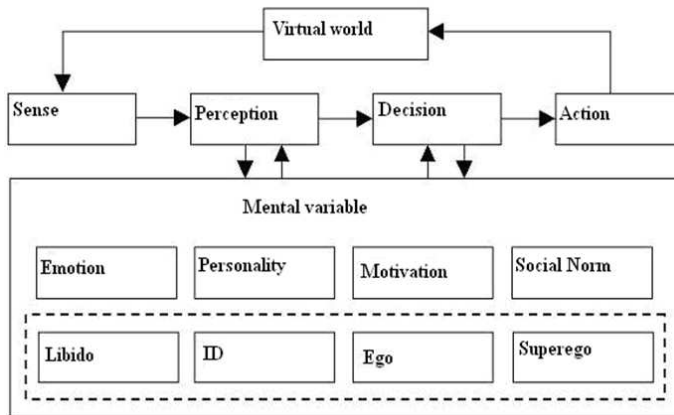 Virtual world
Sense
Perception
Decision
Action
Mental variable
Emotion
Personality
Motivation
Social Norm
Libido
ID
Ego
Superego